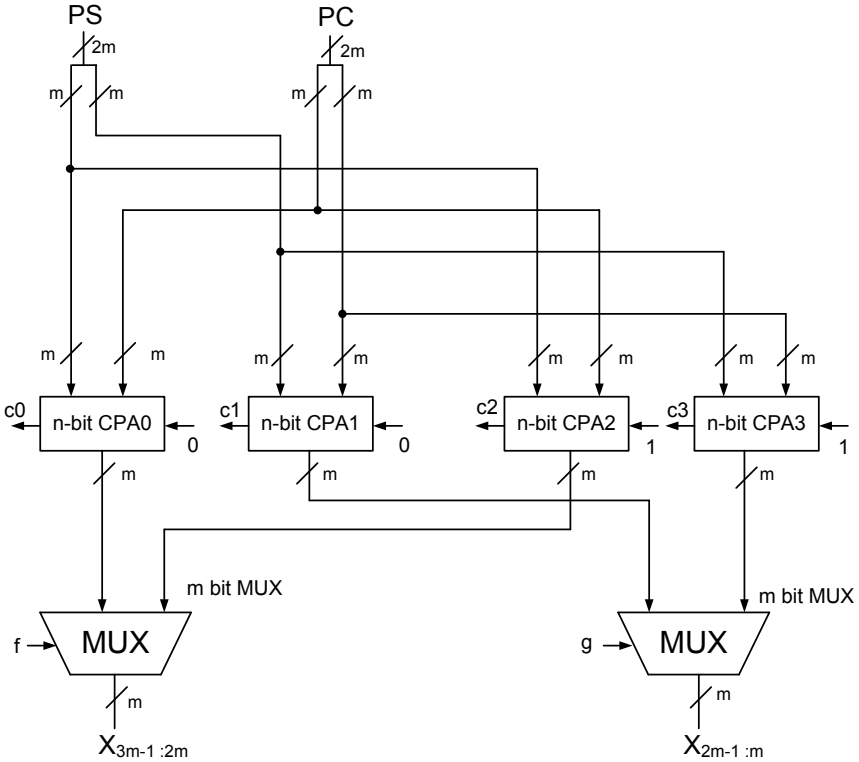 PS PC
2m 2m
m m m m
m m m m m m m m
c0 n-bit CPA0 0 c1 n-bit CPA1 0 c2 n-bit CPA2 1 c3 n-bit CPA3 1
m m m m
m bit MUX m bit MUX
f MUX g MUX
m m
X3m-1 :2m X2m-1 :m